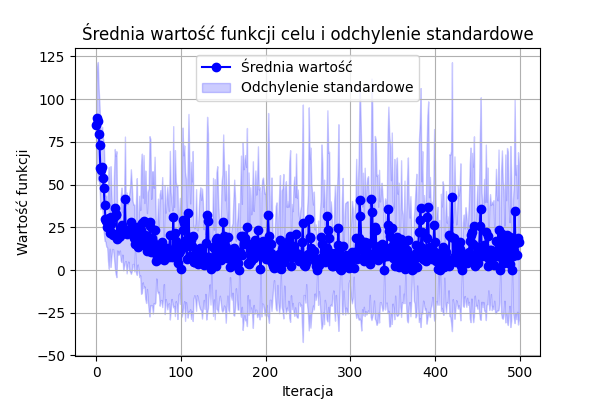 Średnia wartość funkcji celu i odchylenie standardowe
Średnia wartość
Odchylenie standardowe
125
100
75
50
25
0
−25
−50
Wartość funkcji
0 100 200 300 400 500
Iteracja